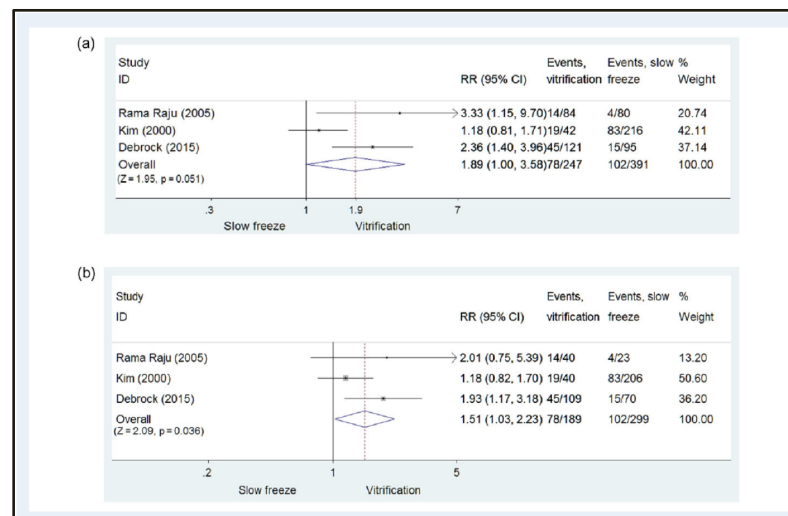 (a)
Study Events, Events, slow %
ID RR (95% CI) vitrification freeze Weight
Rama Raju (2005) 3.33 (1.15, 9.70) 14/84 4/80 20.74
Kim (2000) 1.18 (0.81, 1.71) 19/42 83/216 42.11
Debrock (2015) 2.36 (1.40, 3.96) 45/121 15/95 37.14
Overall 1.89 (1.00, 3.58) 78/247 102/391 100.00
(Z = 1.95, p = 0.051)
.3 1 1.9 7
Slow freeze Vitrification
(b)
Study Events, Events, slow %
ID RR (95% CI) vitrification freeze Weight
Rama Raju (2005) 2.01 (0.75, 5.39) 14/40 4/23 13.20
Kim (2000) 1.18 (0.82, 1.70) 19/40 83/206 50.60
Debrock (2015) 1.93 (1.17, 3.18) 45/109 15/70 36.20
Overall 1.51 (1.03, 2.23) 78/189 102/299 100.00
(Z = 2.09, p = 0.036)
.2 1 5
Slow freeze Vitrification